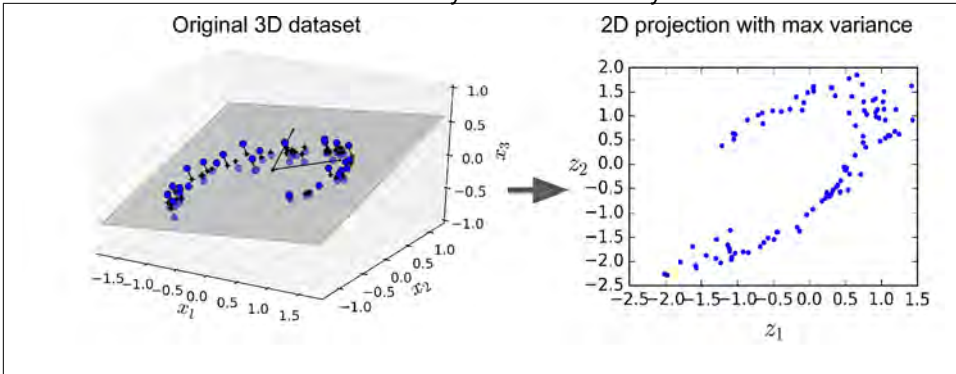 Original 3D dataset
2D projection with max variance
1.0
0.5
0.0
−0.5
−1.0
x3
−1.5 −1.0 −0.5 0.0 0.5 1.0 1.5
x1
−1.0 −0.5 0.0 0.5 1.0
x2
2.0
1.5
1.0
0.5
0.0
−0.5
−1.0
−1.5
−2.0
−2.5
z2
−2.5−2.0−1.5−1.0−0.5 0.0 0.5 1.0 1.5
z1